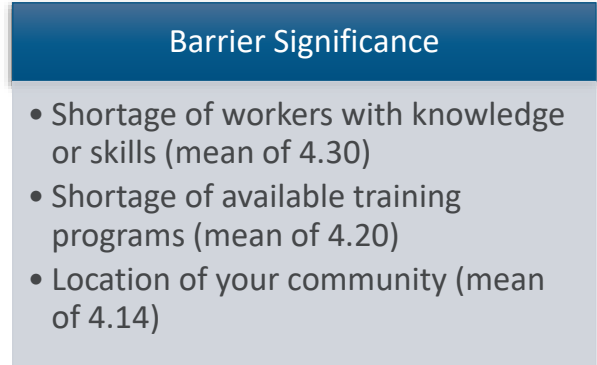 Barrier Significance
• Shortage of workers with knowledge
or skills (mean of 4.30)
• Shortage of available training
programs (mean of 4.20)
• Location of your community (mean
of 4.14)